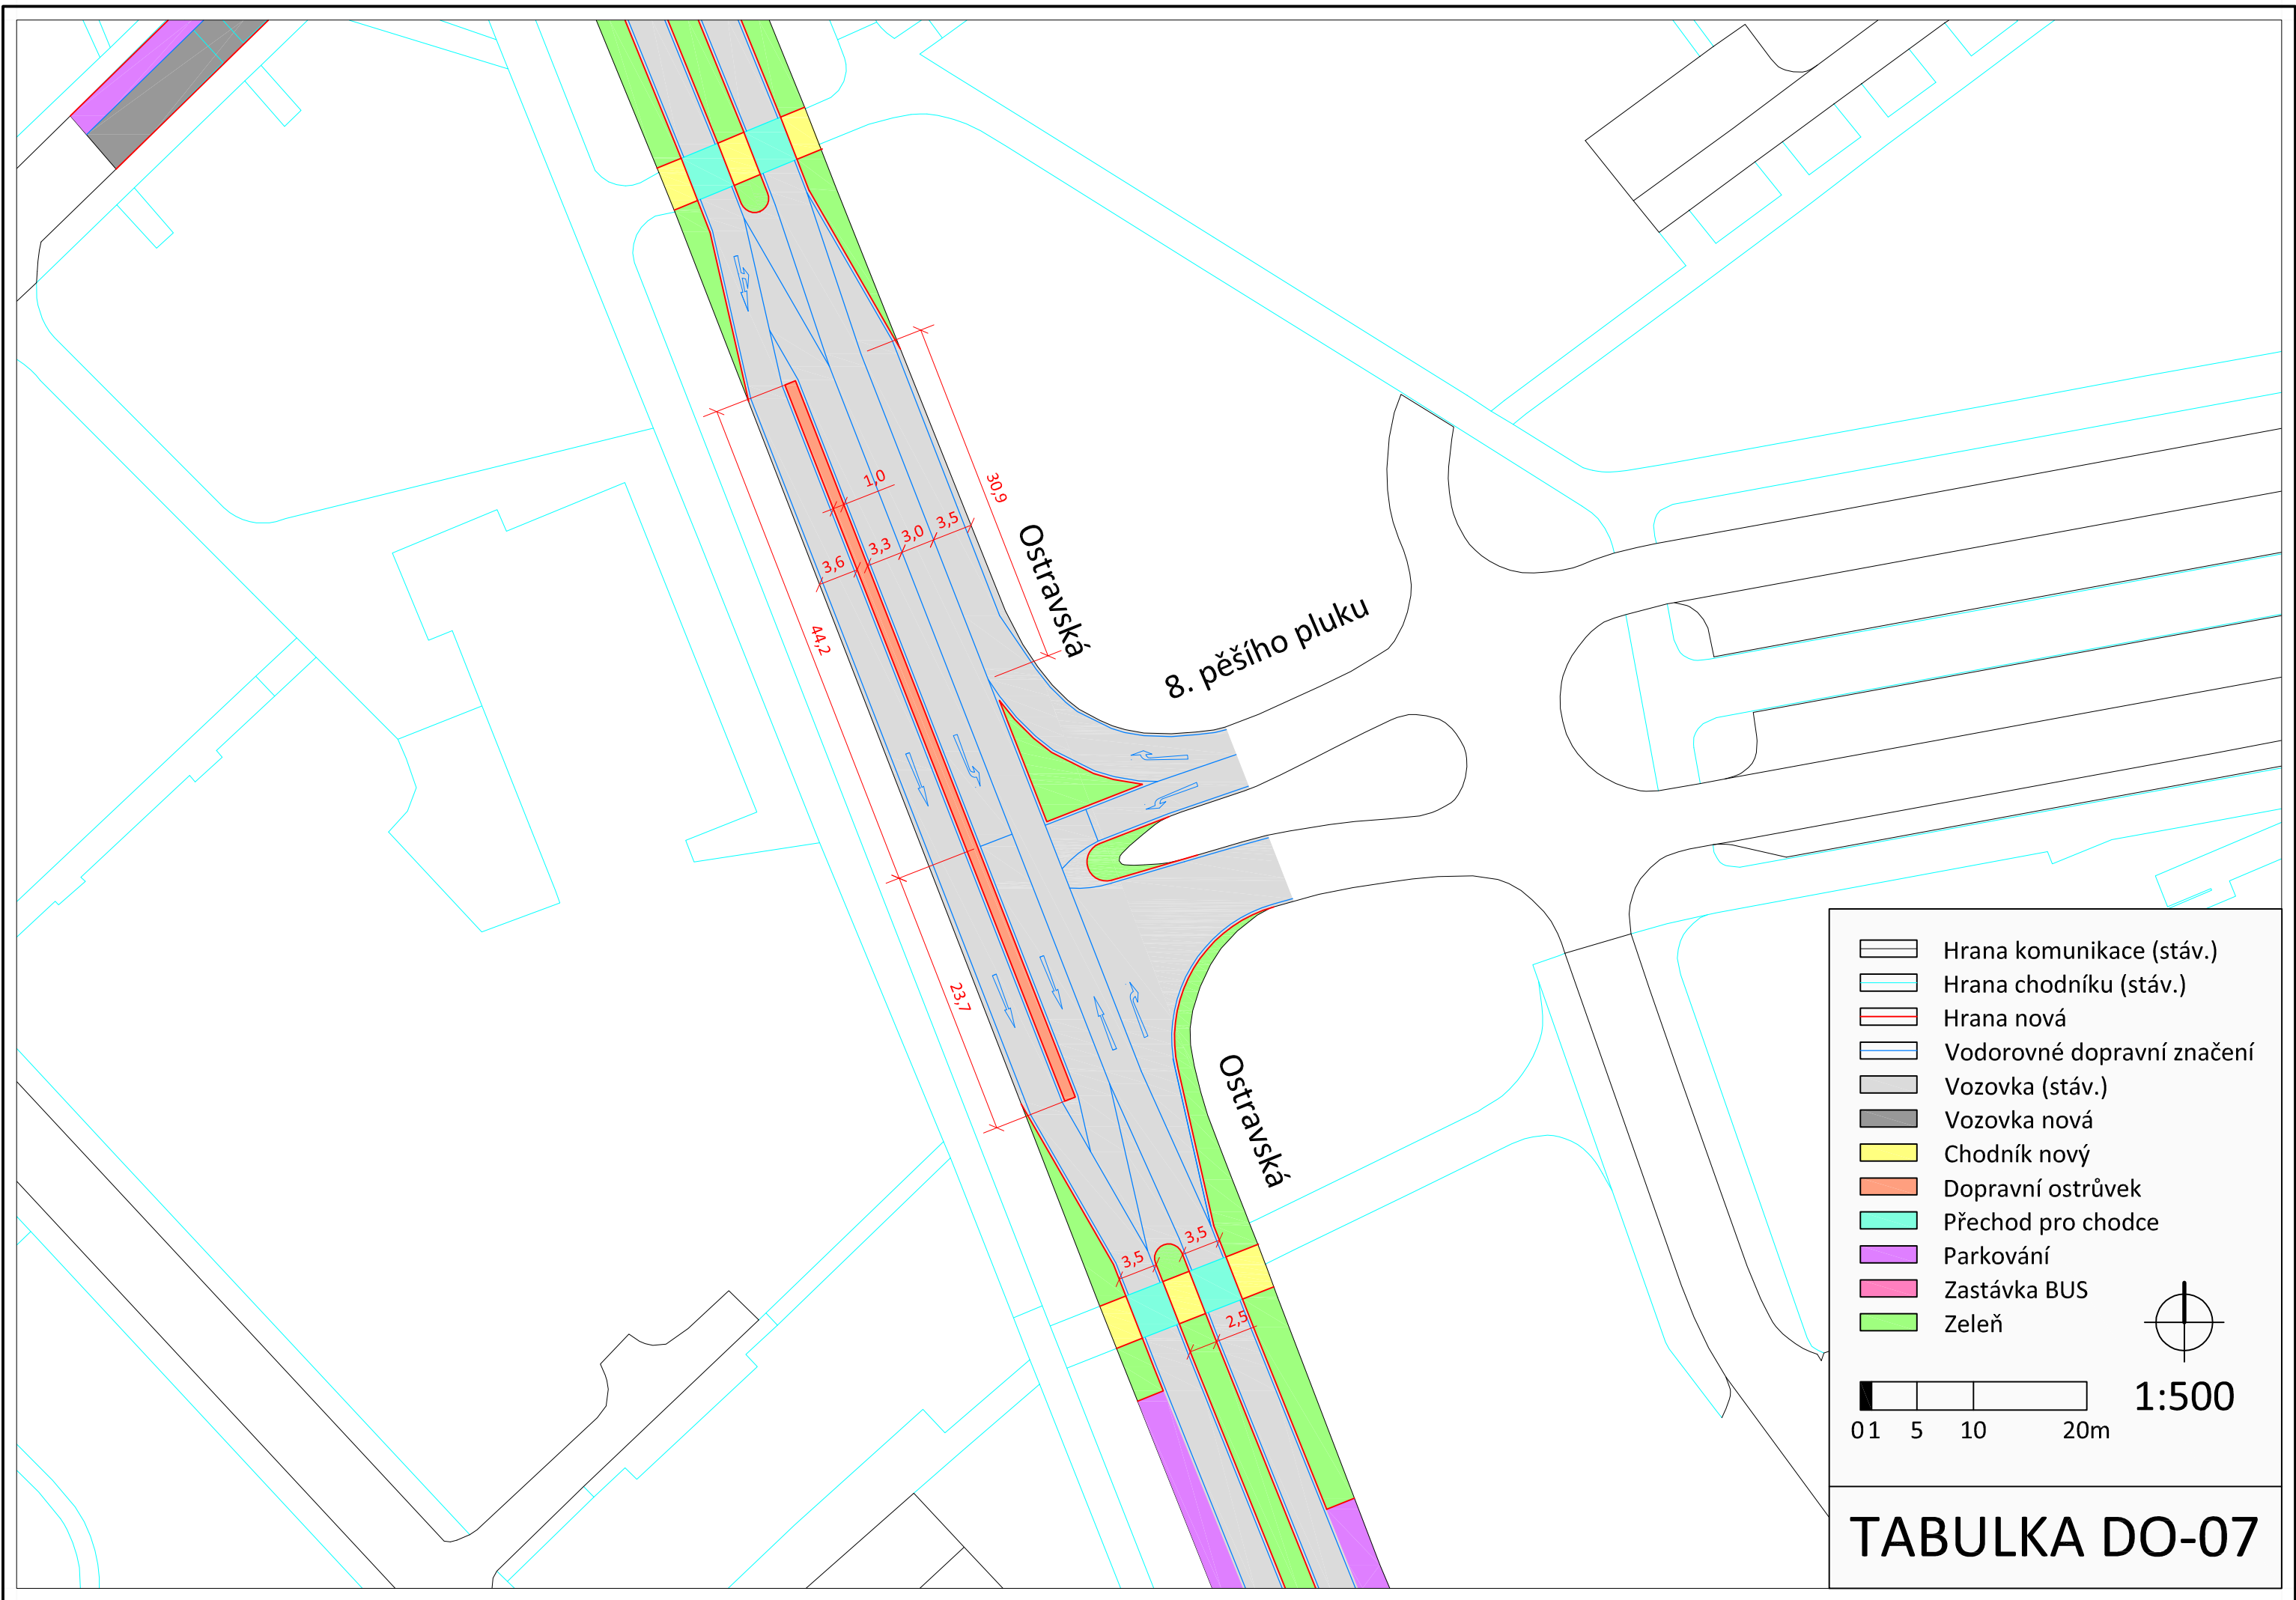 30,9
1,0
3,5
3,0
3,3
3,6
44,2
Ostravská
8. pěšího pluku
23,7
Ostravská
3,5
3,5
2,5
Hrana komunikace (stáv.)
Hrana chodníku (stáv.)
Hrana nová
Vodorovné dopravní značení
Vozovka (stáv.)
Vozovka nová
Chodník nový
Dopravní ostrůvek
Přechod pro chodce
Parkování
Zastávka BUS
Zeleň
1:500
0 1 5 10 20m
TABULKA DO-07